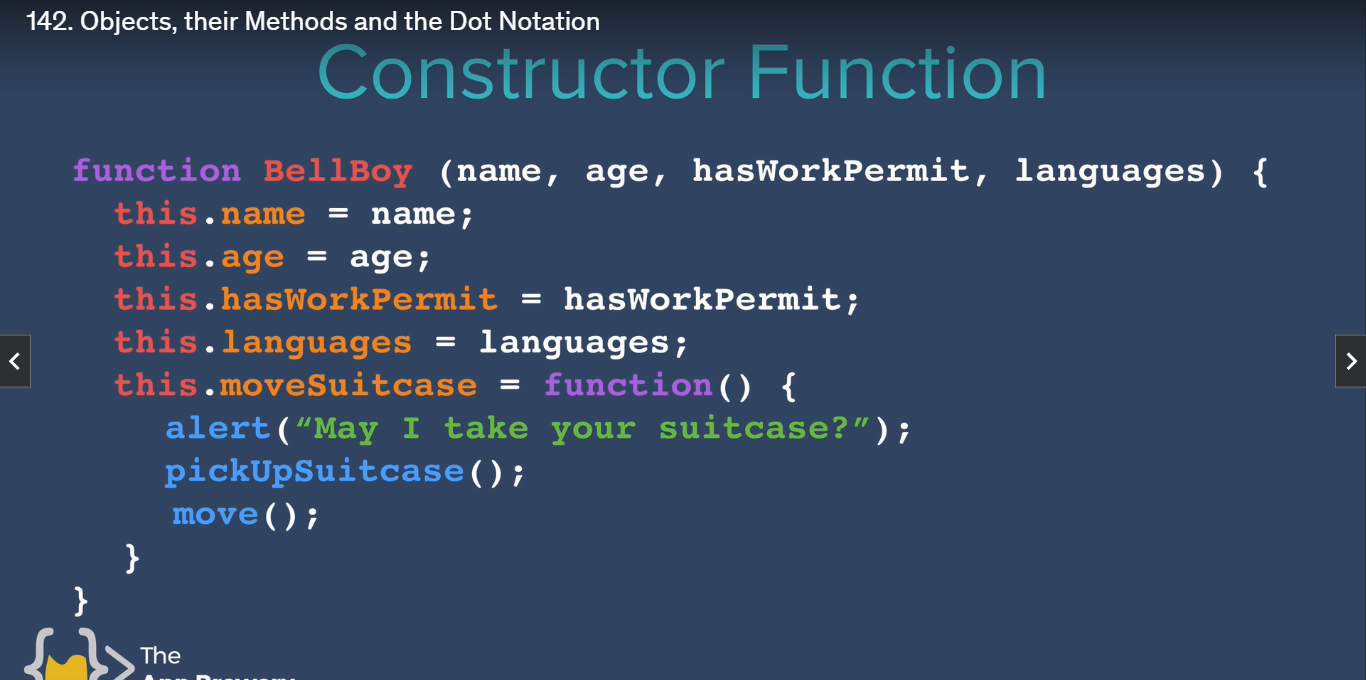 142. Objects, their Methods and the Dot Notation
Constructor Function
function BellBoy (name, age, hasWorkPermit, languages) {
this.name = name;
this.age = age;
this.hasWorkPermit = hasWorkPermit;
this.languages = languages;
this.moveSuitcase = function() {
alert(“May I take your suitcase?”);
pickUpSuitcase();
move();
}
}
The
App Brewery